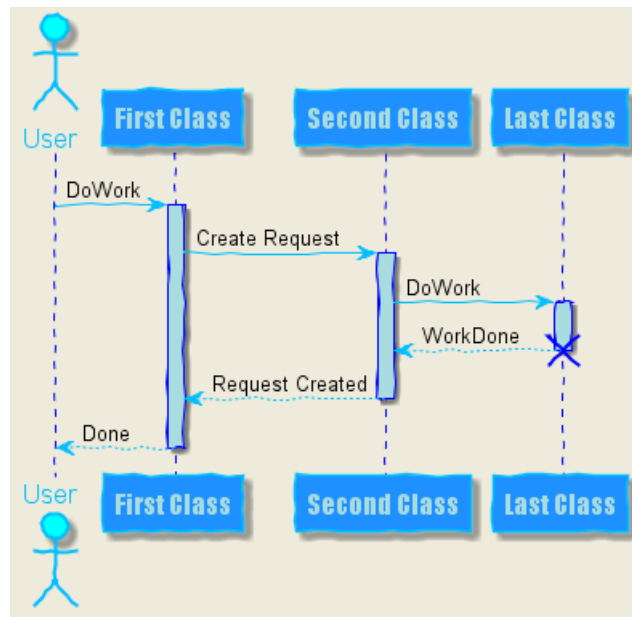 User
First Class
Second Class
Last Class
DoWork
Create Request
DoWork
WorkDone
Request Created
Done
User
First Class
Second Class
Last Class